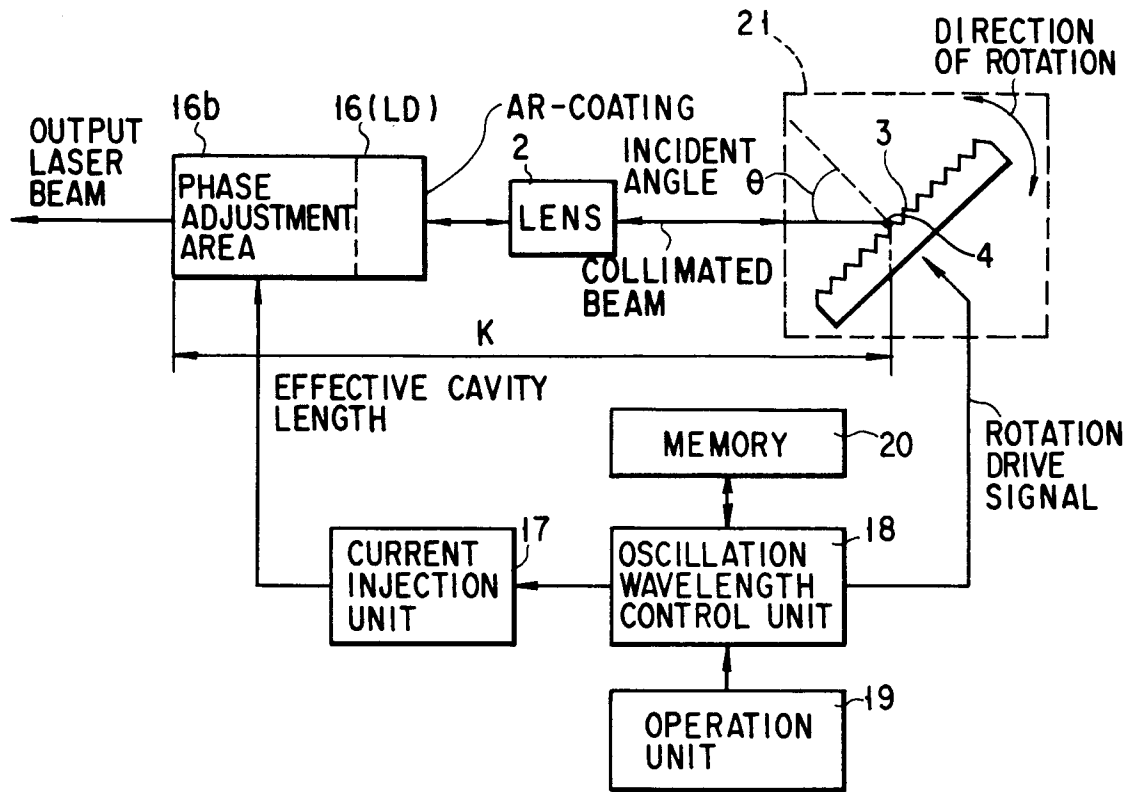 21
DIRECTION
OF ROTATION
16b
16(LD)
AR-COATING
OUTPUT
LASER
BEAM
2
INCIDENT
ANGLE θ
3
PHASE
ADJUSTMENT
AREA
LENS
4
COLLIMATED
BEAM
K
EFFECTIVE CAVITY
LENGTH
MEMORY
20
ROTATION
DRIVE
SIGNAL
17
18
CURRENT
INJECTION
UNIT
OSCILLATION
WAVELENGTH
CONTROL UNIT
19
OPERATION
UNIT